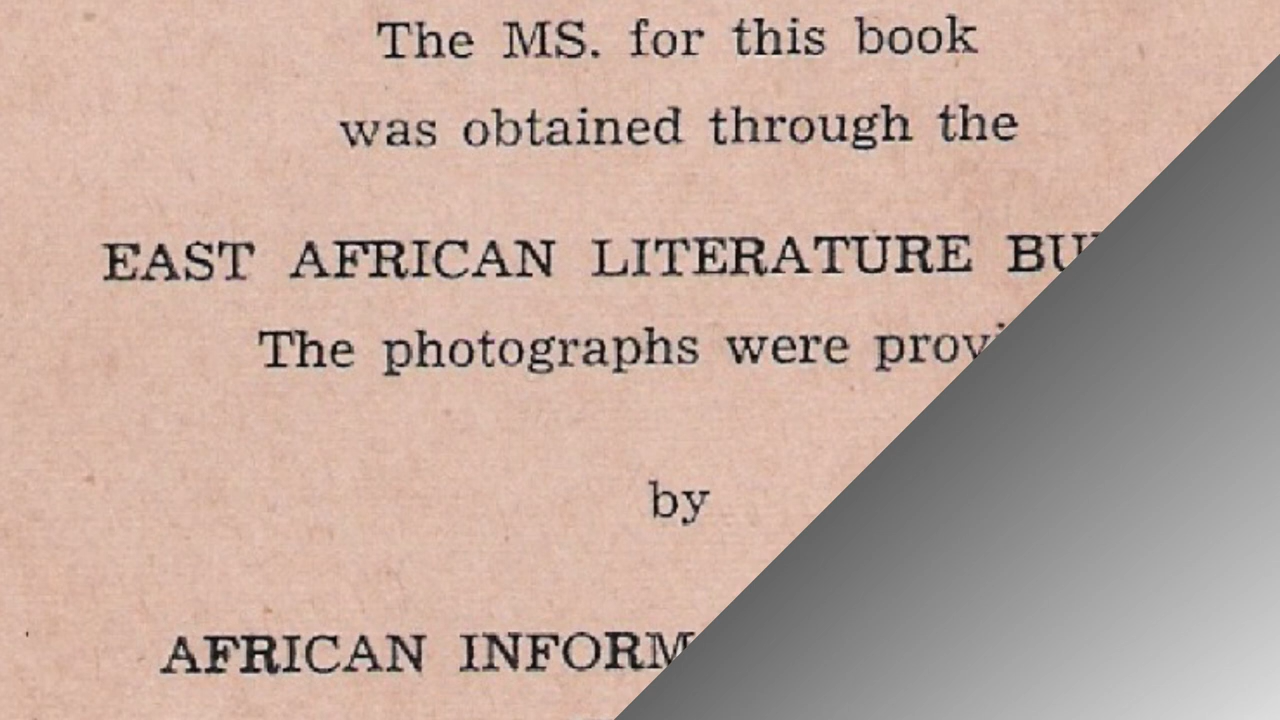 The MS. for this book
was obtained through the
EAST AFRICAN LITERATURE
The photographs were
by
AFRICAN